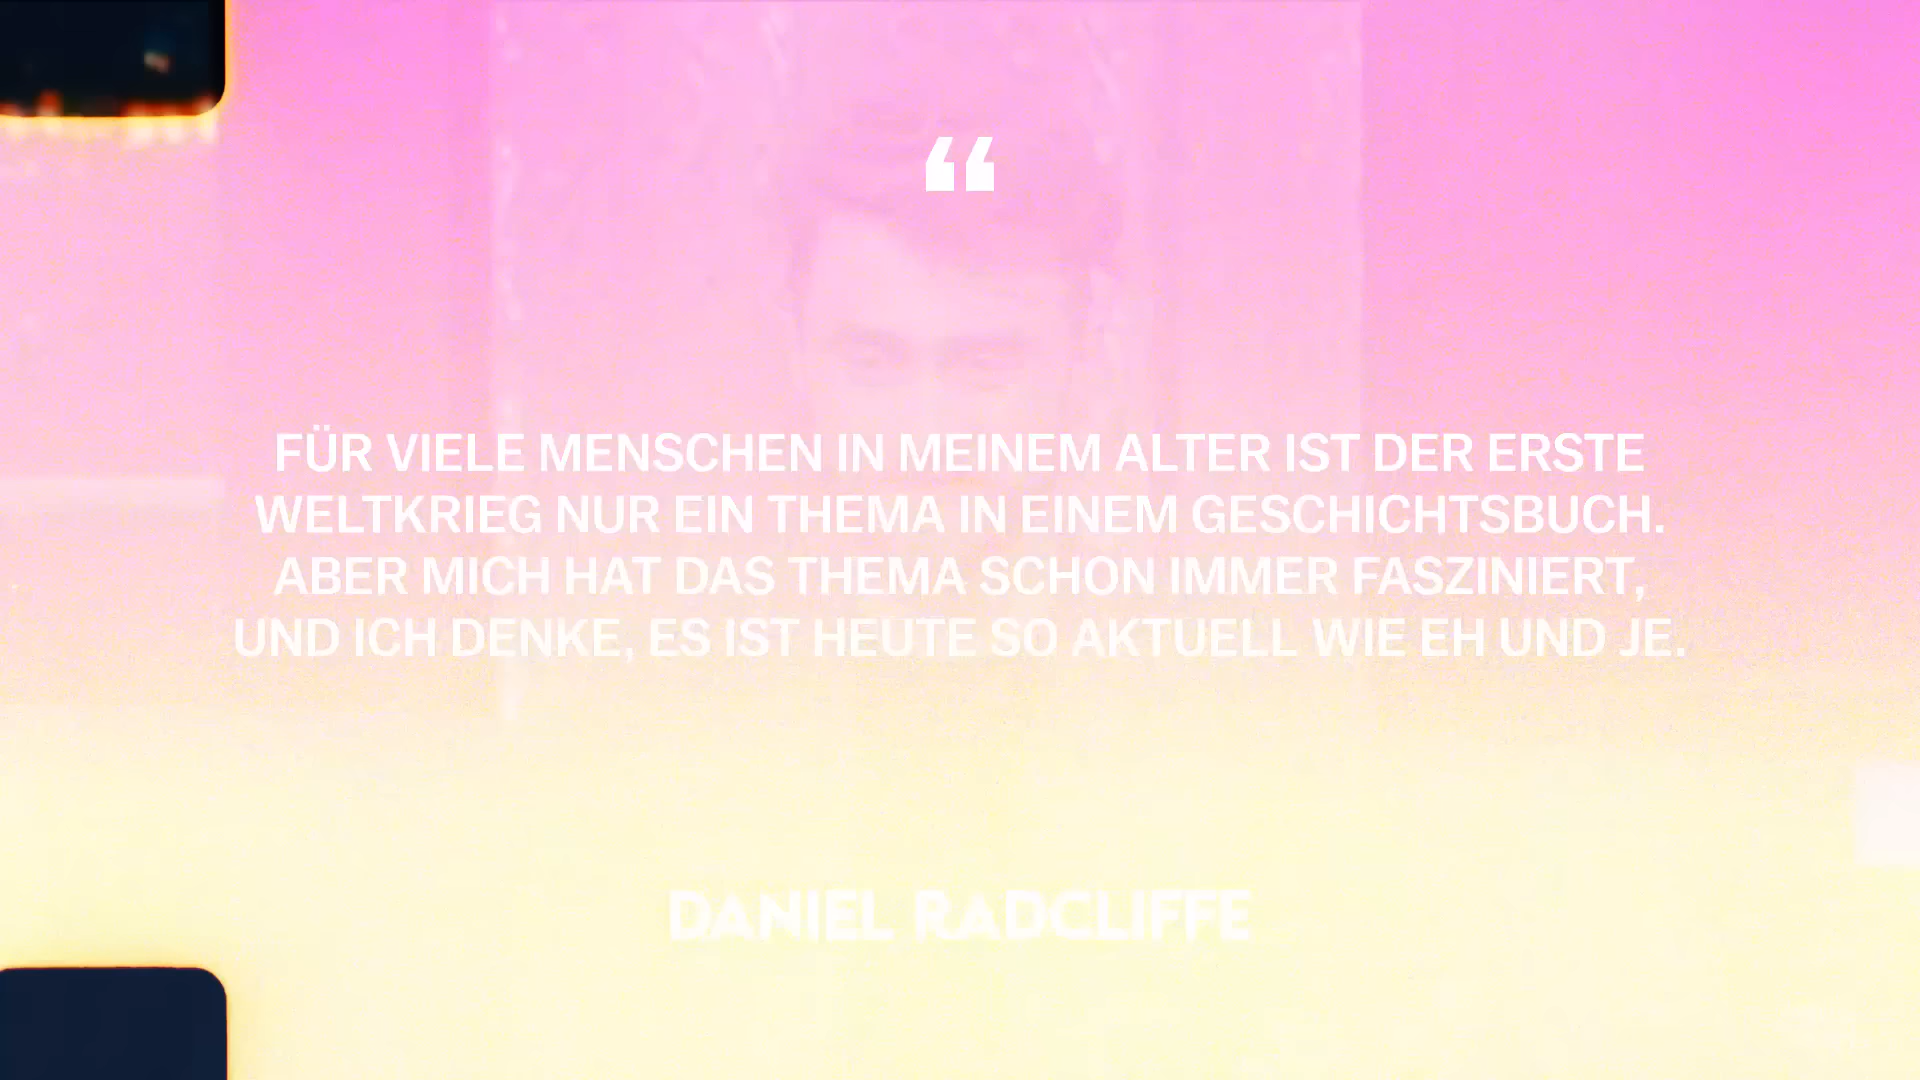 “
FÜR VIELE MENSCHEN IN MEINEM ALTER IST DER ERSTE
WELTKRIEG NUR EIN THEMA IN EINEM GESCHICHTSBUCH.
ABER MICH HAT DAS THEMA SCHON IMMER FASZINIERT,
UND ICH DENKE, ES IST HEUTE SO AKTUELL WIE EH UND JE.
DANIEL RADCLIFFE